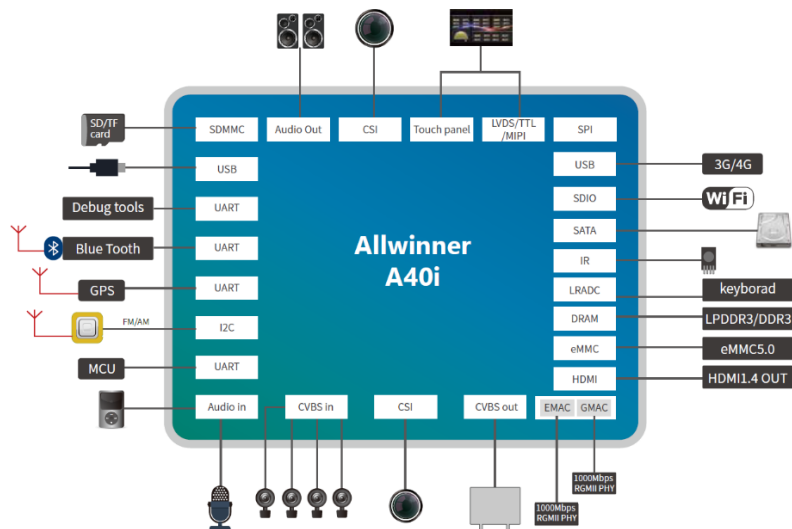 SD/TF
card
SDMMC
Audio Out
CSI
Touch panel
LVDS/TTL
/MIPI
SPI
USB
USB
3G/4G
Debug tools
UART
SDIO
WiFi
Blue Tooth
UART
SATA
Allwinner
A40i
IR
GPS
UART
LRADC
keyborad
FM/AM
I2C
DRAM
LPDDR3/DDR3
MCU
UART
eMMC
eMMC5.0
HDMI
HDMI1.4 OUT
Audio in
CVBS in
CSI
CVBS out
EMAC
GMAC
1000Mbps
RGMII PHY
1000Mbps
RGMII PHY